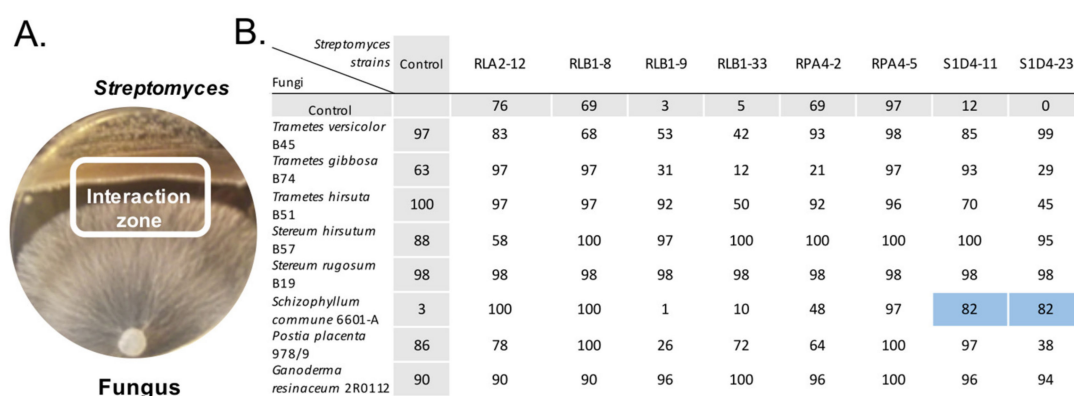 A.
Streptomyces
Interaction
zone
Fungus
B.
Streptomyces
strains
Fungi
Control RLA2-12 RLB1-8 RLB1-9 RLB1-33 RPA4-2 RPA4-5 S1D4-11 S1D4-23
Control 76 69 3 5 69 97 12 0
Trametes versicolor
B45 97 83 68 53 42 93 98 85 99
Trametes gibbosa
B74 63 97 97 31 12 21 97 93 29
Trametes hirsuta
B51 100 97 97 92 50 92 96 70 45
Stereum hirsutum
B57 88 58 100 97 100 100 100 100 95
Stereum rugosum
B19 98 98 98 98 98 98 98 98 98
Schizophyllum
commune 6601-A 3 100 100 1 10 48 97 82 82
Postia placenta
978/9 86 78 100 26 72 64 100 97 38
Ganoderma
resinaceum 2R0112 90 90 90 96 100 96 100 96 94